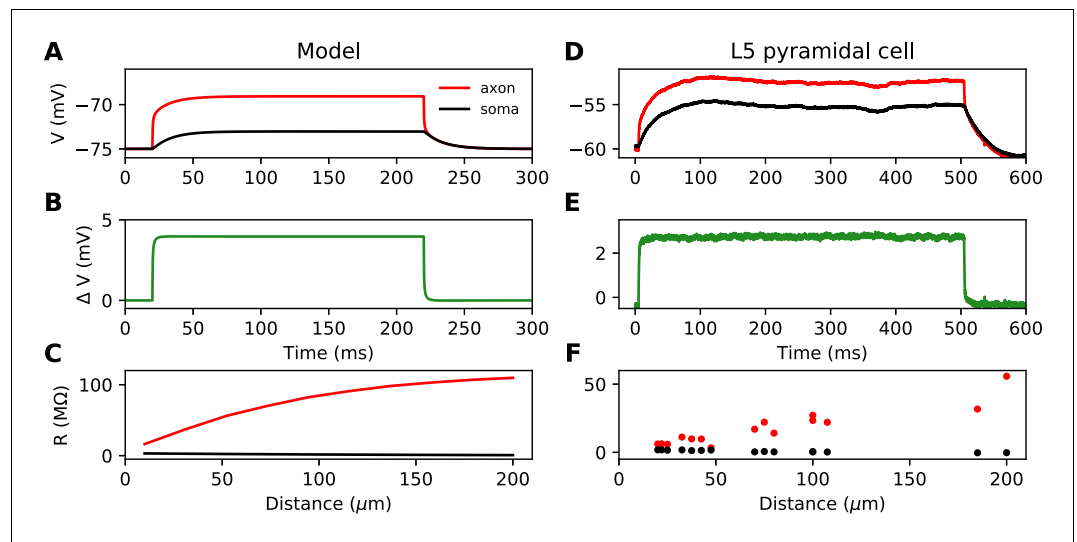 A
Model
V (mV)
−70
−75
axon
soma
0 50 100 150 200 250 300
D
L5 pyramidal cell
−55
−60
0 100 200 300 400 500 600
B
Δ V (mV)
5
0
0 50 100 150 200 250 300
Time (ms)
E
2
0
0 100 200 300 400 500 600
Time (ms)
C
R (MΩ)
100
0
0 50 100 150 200
Distance (μm)
F
50
0
0 50 100 150 200
Distance (μm)